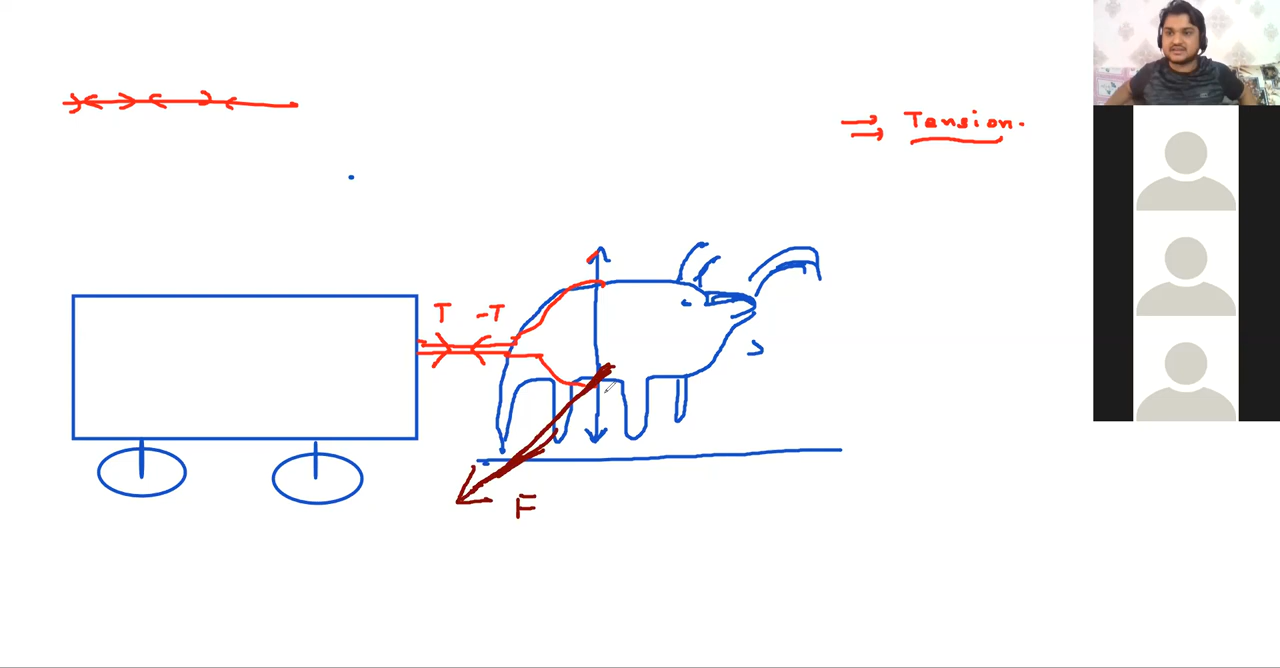 ⇒ Tension.
T -T
F